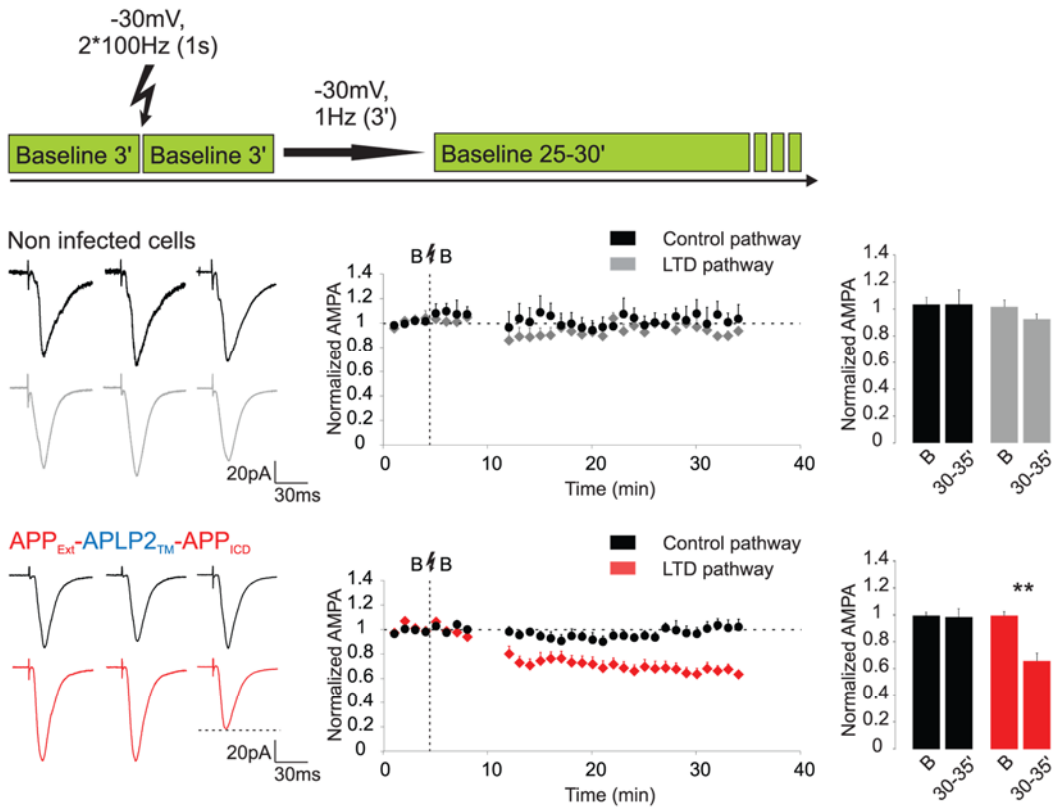 -30mV,
2*100Hz (1s)
-30mV,
1Hz (3')
Baseline 3'
Baseline 3'
Baseline 25-30'
Non infected cells
20pA
30ms
B B
Control pathway
LTD pathway
Normalized AMPA
1.4
1.2
1
0.8
0.6
0.4
0.2
0
0
10
20
30
40
Time (min)
Normalized AMPA
1.4
1.2
1
0.8
0.6
0.4
0.2
0
B
30-35'
B
30-35'
APPExt-APLP2TM-APPICD
20pA
30ms
B B
Control pathway
LTD pathway
Normalized AMPA
1.4
1.2
1
0.8
0.6
0.4
0.2
0
0
10
20
30
40
Time (min)
Normalized AMPA
1.4
1.2
1
0.8
0.6
0.4
0.2
0
**
B
30-35'
B
30-35'